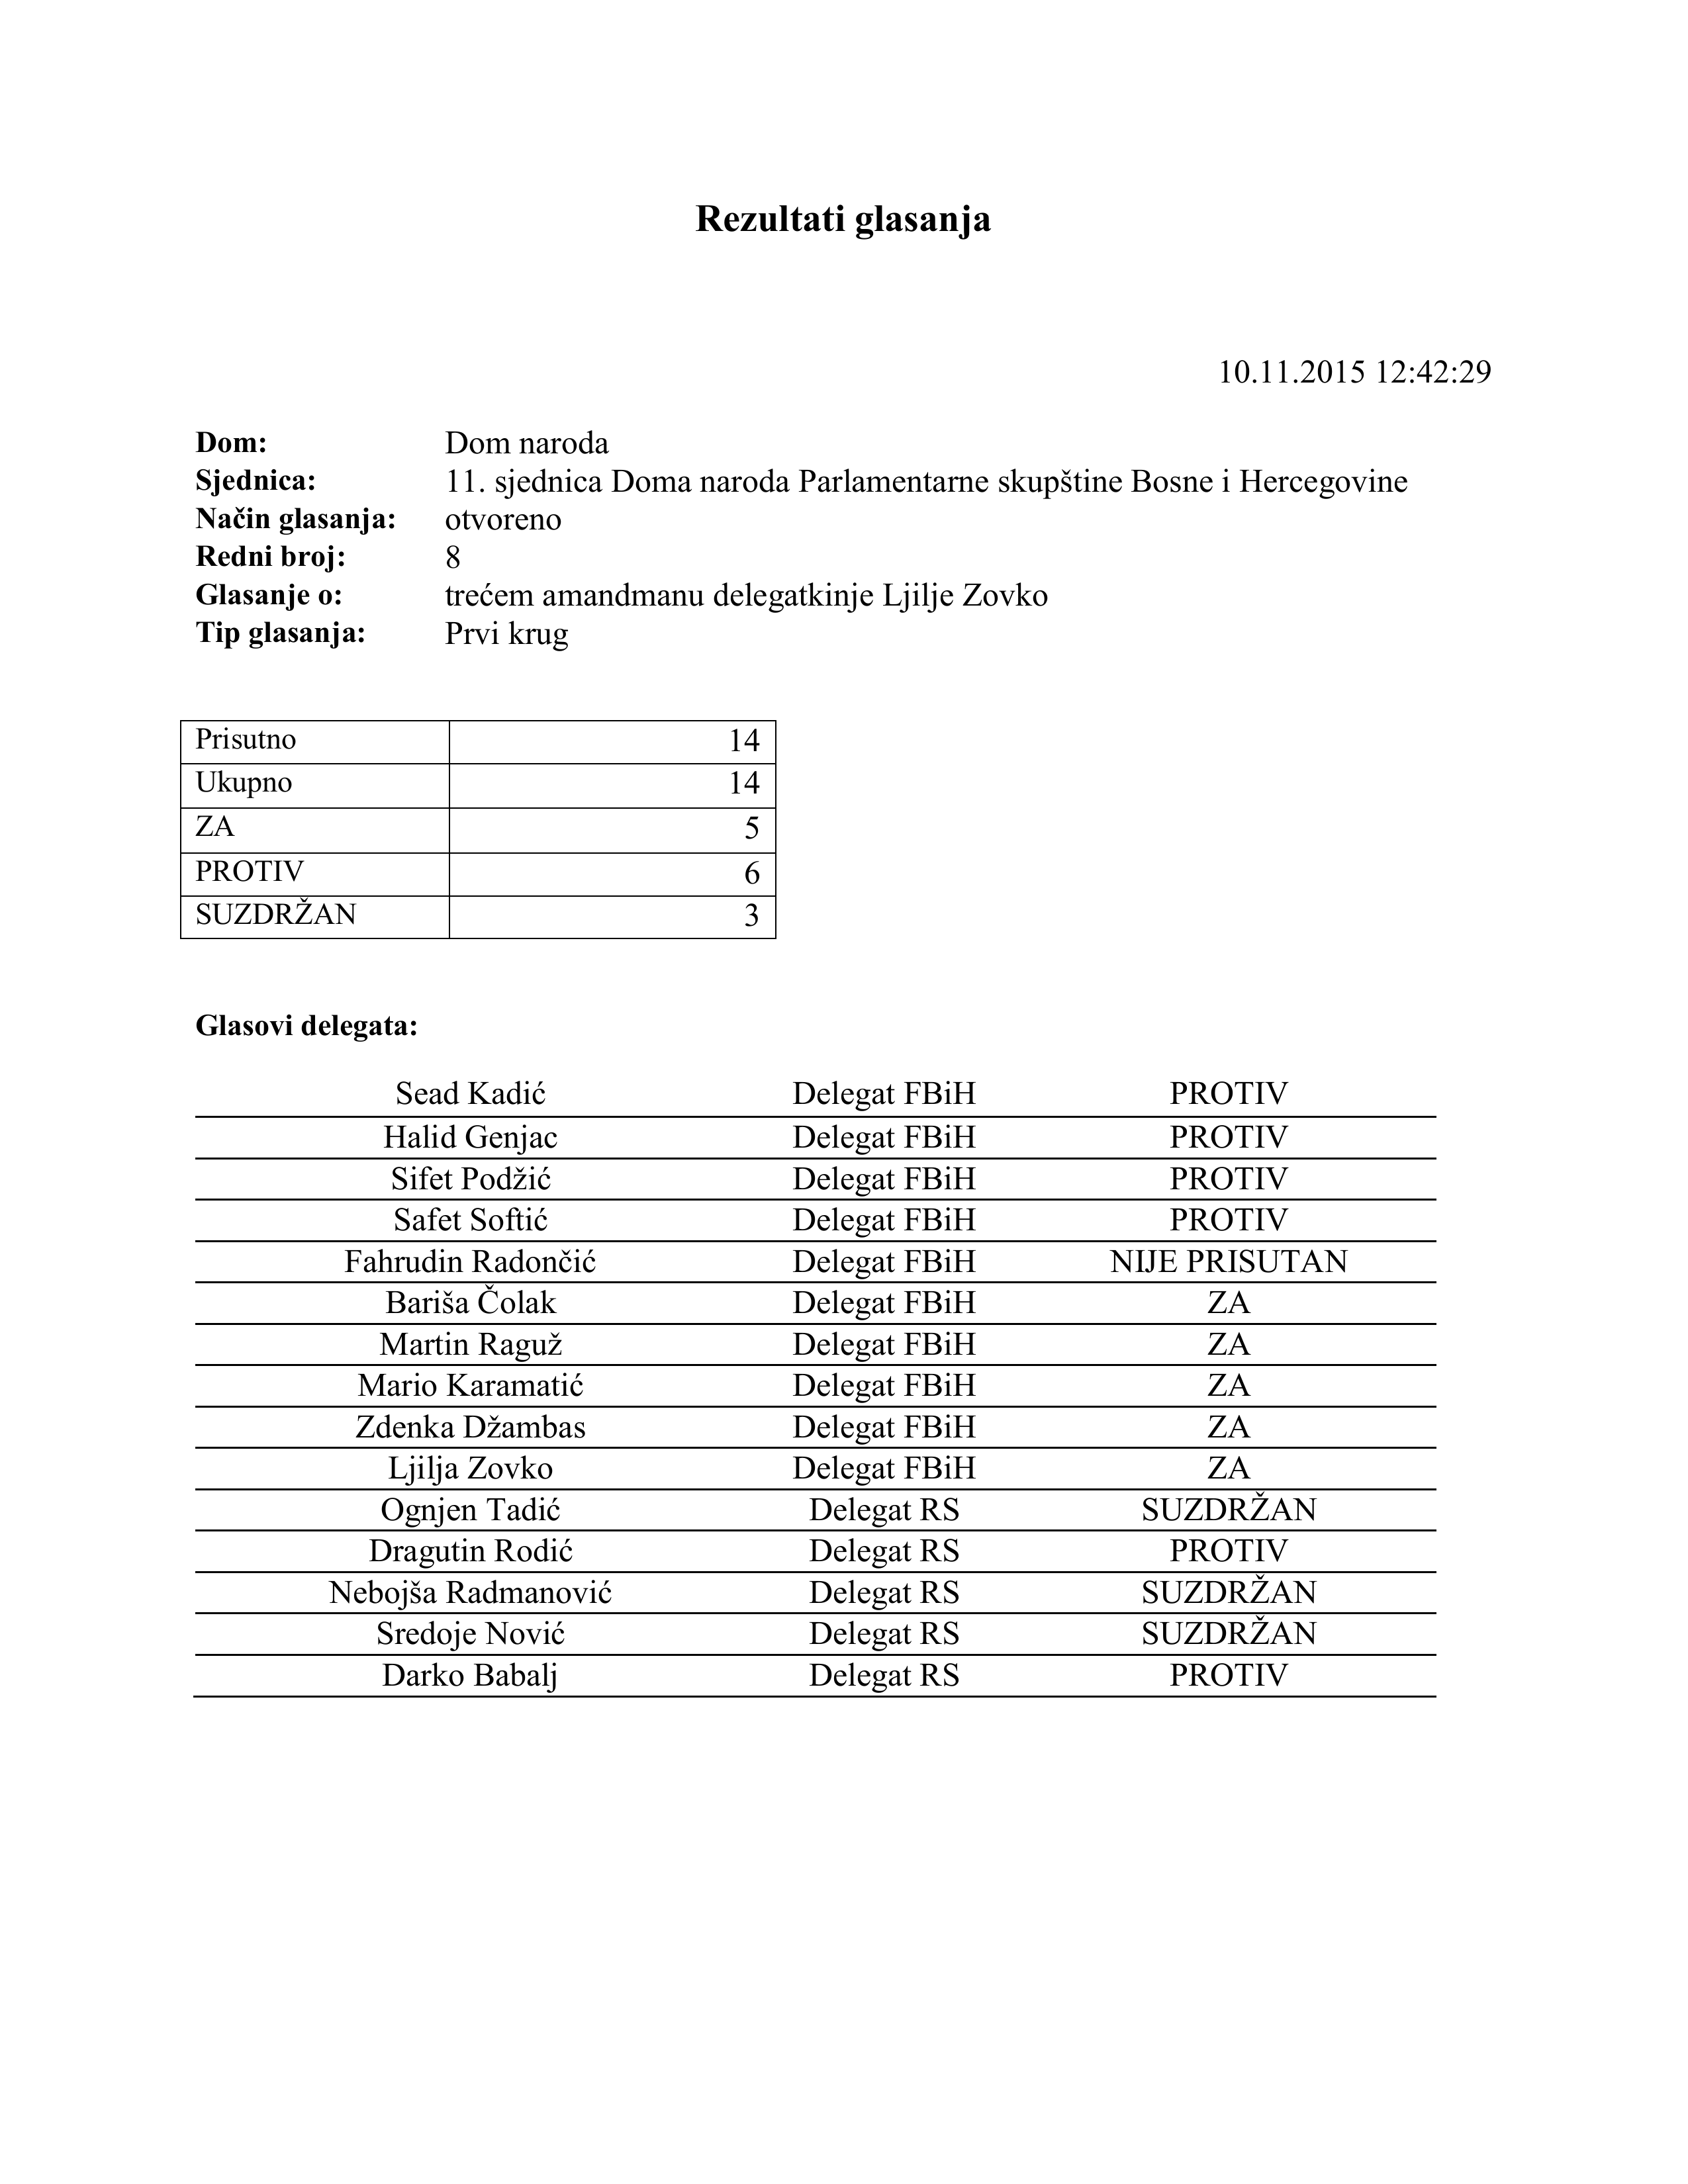 Rezultati glasanja
10.11.2015 12:42:29
Dom: Dom naroda
Sjednica: 11. sjednica Doma naroda Parlamentarne skupštine Bosne i Hercegovine
Način glasanja: otvoreno
Redni broj: 8
Glasanje o: trećem amandmanu delegatkinje Ljilje Zovko
Tip glasanja: Prvi krug
Prisutno 14
Ukupno 14
ZA 5
PROTIV 6
SUZDRŽAN 3
Glasovi delegata:
Sead Kadić Delegat FBiH PROTIV
Halid Genjac Delegat FBiH PROTIV
Sifet Podžić Delegat FBiH PROTIV
Safet Softić Delegat FBiH PROTIV
Fahrudin Radončić Delegat FBiH NIJE PRISUTAN
Bariša Čolak Delegat FBiH ZA
Martin Raguž Delegat FBiH ZA
Mario Karamatić Delegat FBiH ZA
Zdenka Džambas Delegat FBiH ZA
Ljilja Zovko Delegat FBiH ZA
Ognjen Tadić Delegat RS SUZDRŽAN
Dragutin Rodić Delegat RS PROTIV
Nebojša Radmanović Delegat RS SUZDRŽAN
Sredoje Nović Delegat RS SUZDRŽAN
Darko Babalj Delegat RS PROTIV